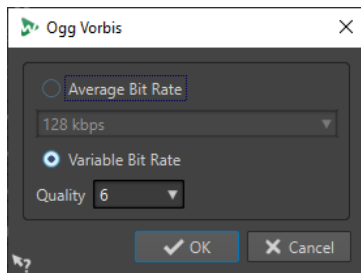 Ogg Vorbis
Average Bit Rate
128 kbps
Variable Bit Rate
Quality 6
OK Cancel
?